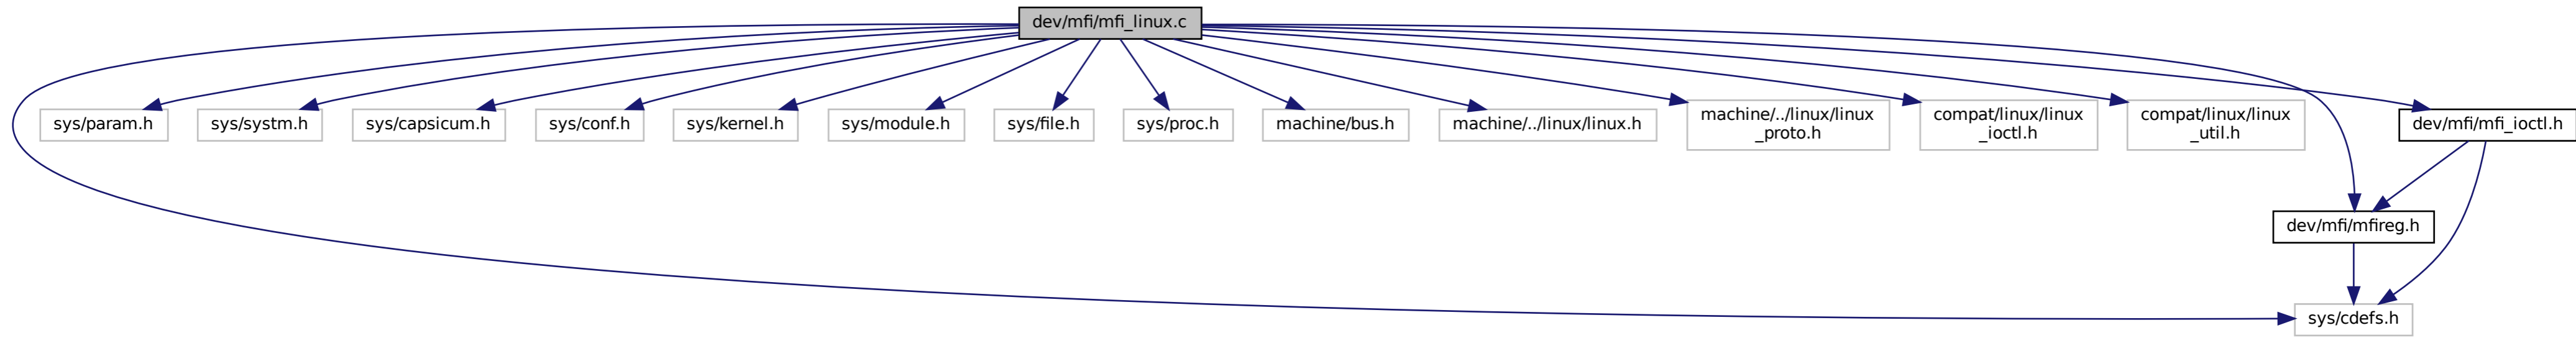 dev/mfi/mfi_linux.c
sys/param.h
sys/systm.h
sys/capsicum.h
sys/conf.h
sys/kernel.h
sys/module.h
sys/file.h
sys/proc.h
machine/bus.h
machine/../linux/linux.h
machine/../linux/linux
_proto.h
compat/linux/linux
_ioctl.h
compat/linux/linux
_util.h
dev/mfi/mfi_ioctl.h
dev/mfi/mfireg.h
sys/cdefs.h